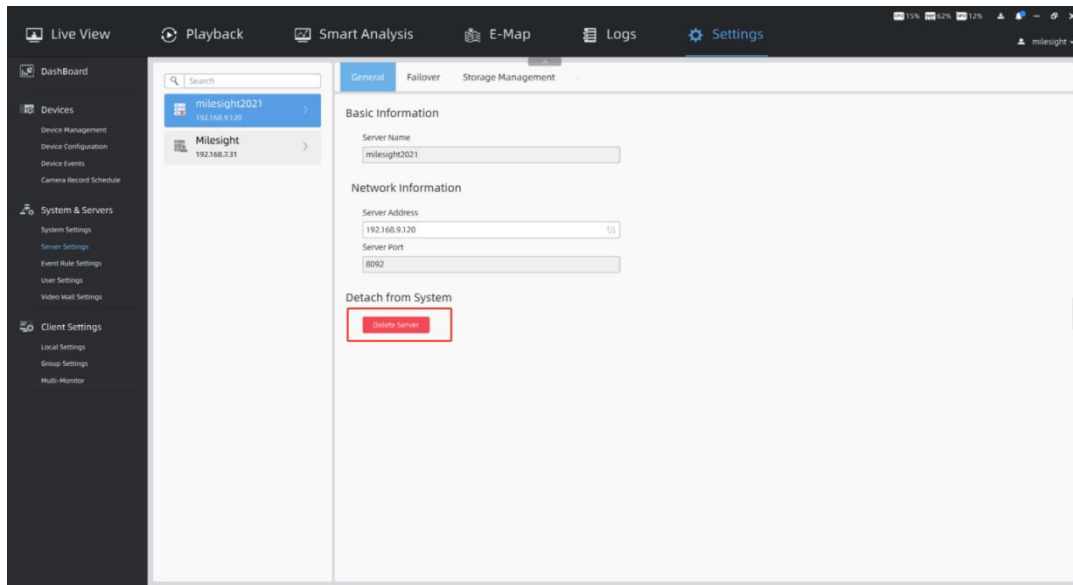 15% 62% 12%
Live View Playback Smart Analysis E-Map Logs Settings
milesight
DashBoard
Devices
Device Management
Device Configuration
Device Events
Camera Record Schedule
System & Servers
System Settings
Server Settings
Event Rule Settings
User Settings
Video Wall Settings
Client Settings
Local Settings
Group Settings
Multi-Monitor
Search
milesight2021
192.168.9.120
Milesight
192.168.7.31
General Failover Storage Management
Basic Information
Server Name
milesight2021
Network Information
Server Address
192.168.9.120
Server Port
8092
Detach from System
Delete Server